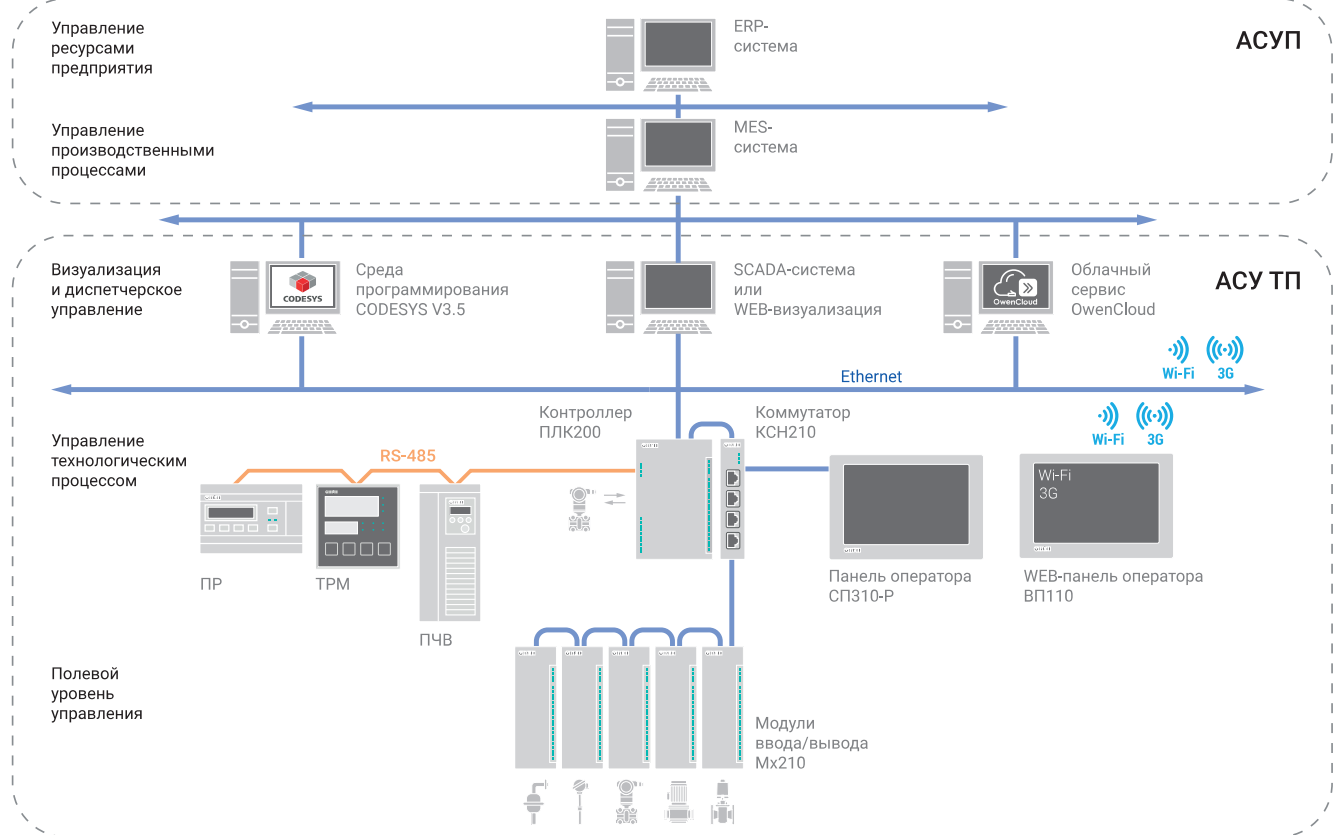 Управление
ресурсами
предприятия
ERP-
система
АСУП
Управление
производственными
процессами
MES-
система
Визуализация
и диспетчерское
управление
CODESYS
Среда
программирования
CODESYS V3.5
SCADA-система
или
WEB-визуализация
OwenCloud
Облачный
сервис
OwenCloud
АСУ ТП
Wi-Fi
3G
Ethernet
Wi-Fi
3G
Управление
технологическим
процессом
RS-485
Контроллер
ПЛК200
Коммутатор
КСН210
Wi-Fi
3G
ПР
ТРМ
ПЧВ
Панель оператора
СП310-Р
WEB-панель оператора
ВП110
Полевой
уровень
управления
Модули
ввода/вывода
Мх210